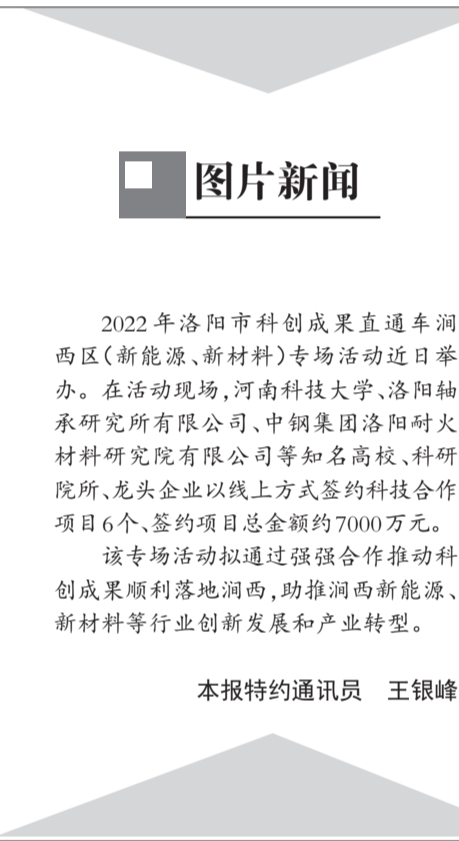 图片新闻
2022年洛阳市科创成果直通车涧
西区(新能源、新材料)专场活动近日举
办。在活动现场,河南科技大学、洛阳轴
承研究所有限公司、中钢集团洛阳耐火
材料研究院有限公司等知名高校、科研
院所、龙头企业以线上方式签约科技合作
项目6个、签约项目总金额约7000万元。
该专场活动拟通过强强合作推动科
创成果顺利落地涧西,助推涧西新能源、
新材料等行业创新发展和产业转型。
本报特约通讯员 王银峰